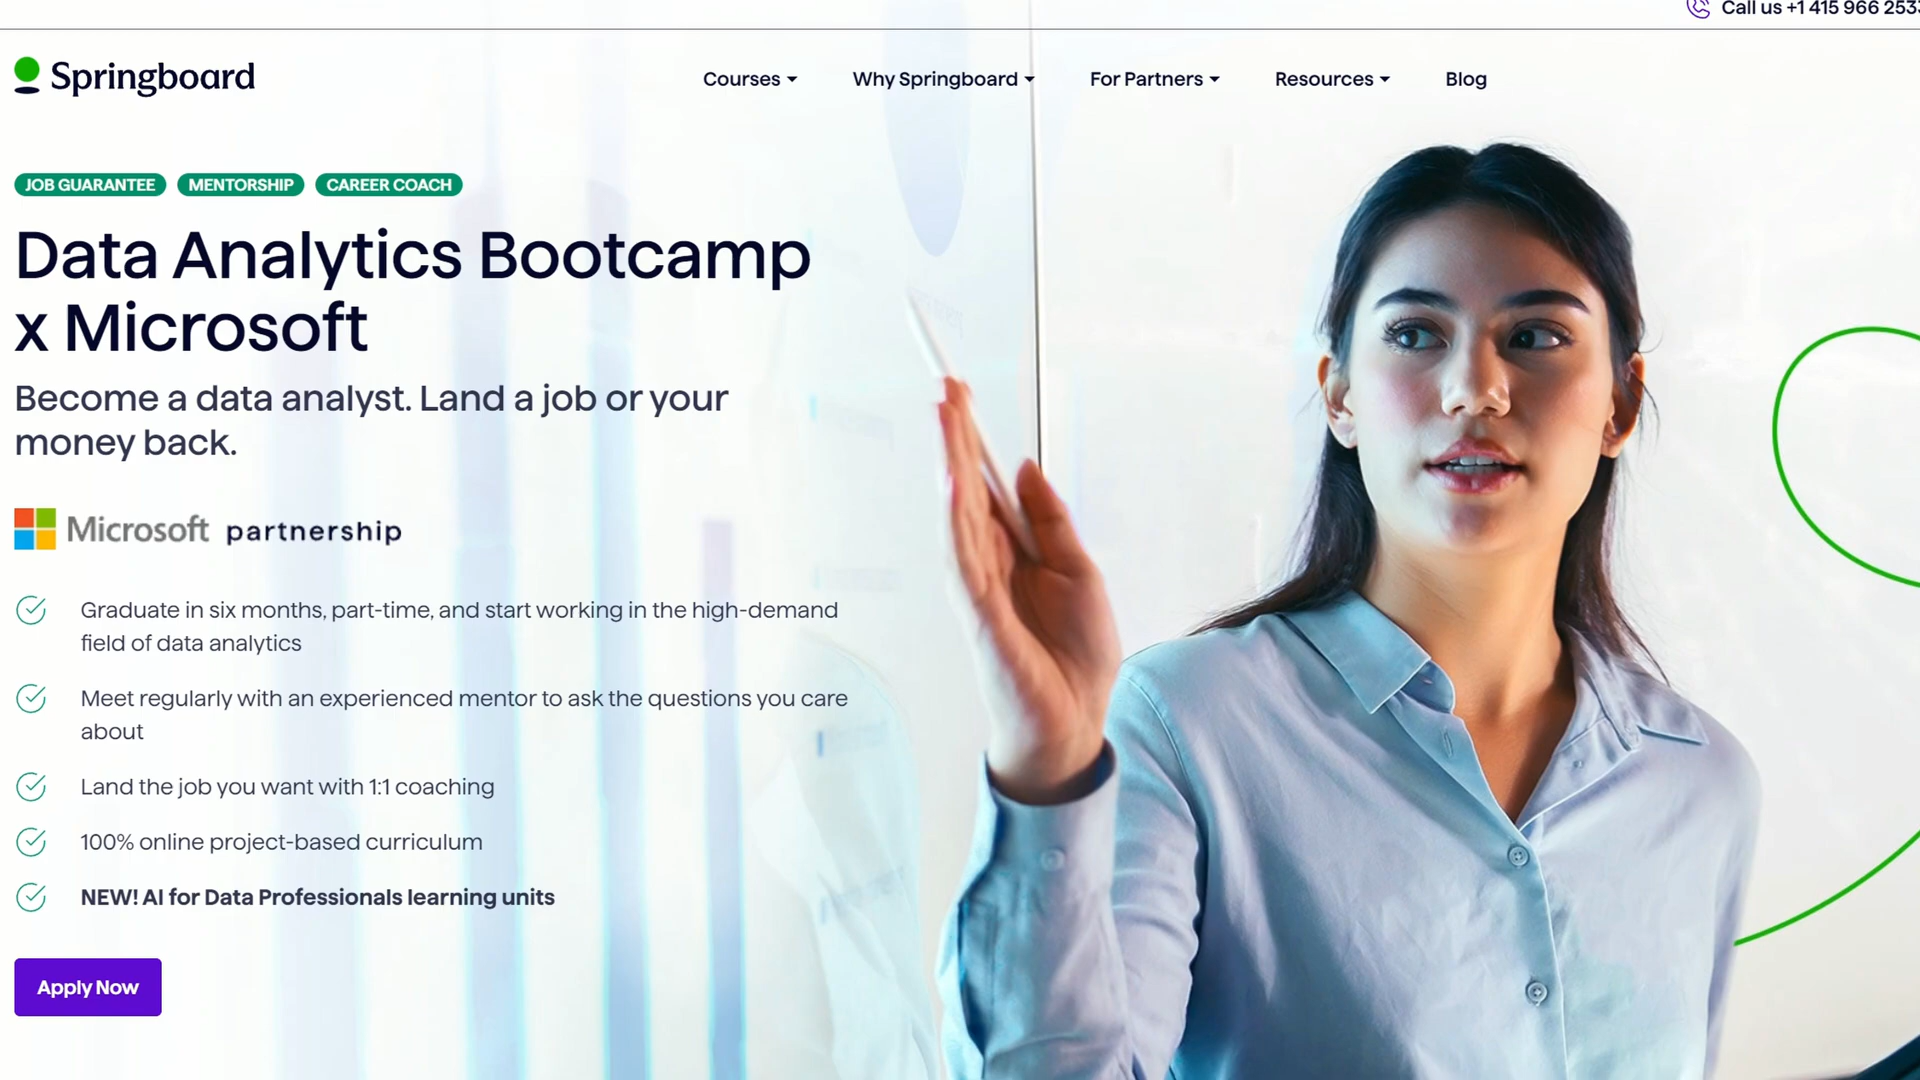 Call us +1 415 966 2533
Springboard
Courses
Why Springboard
For Partners
Resources
Blog
JOB GUARANTEE
MENTORSHIP
CAREER COACH
Data Analytics Bootcamp
x Microsoft
Become a data analyst. Land a job or your
money back.
Microsoft partnership
Graduate in six months, part-time, and start working in the high-demand
field of data analytics
Meet regularly with an experienced mentor to ask the questions you care
about
Land the job you want with 1:1 coaching
100% online project-based curriculum
NEW! AI for Data Professionals learning units
Apply Now